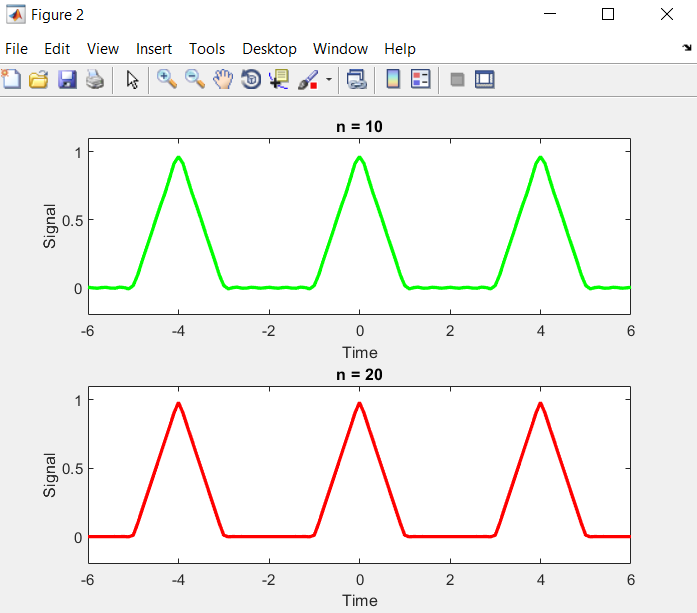 Figure 2
File Edit View Insert Tools Desktop Window Help
n = 10
1
0.5
0
Signal
-6 -4 -2 0 2 4 6
Time
n = 20
1
0.5
0
Signal
-6 -4 -2 0 2 4 6
Time